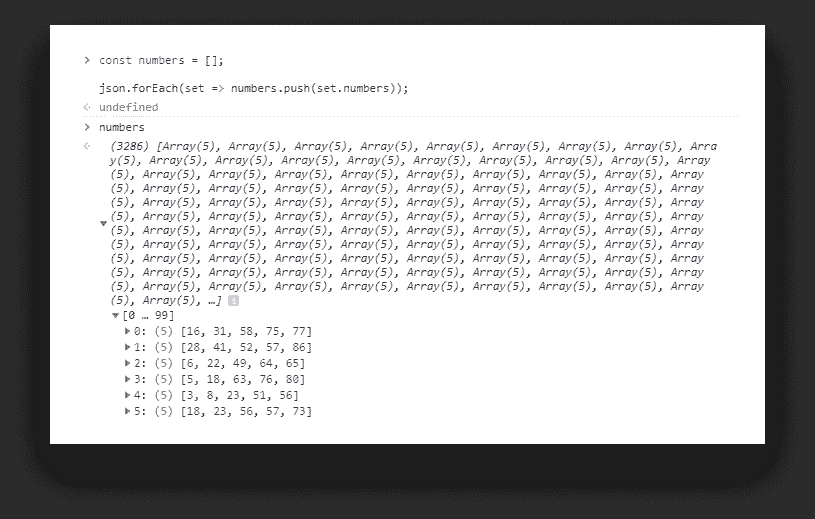 > const numbers = [];
json.forEach(set => numbers.push(set.numbers));
undefined
> numbers
(3286) [Array(5), Array(5), Array(5), Array(5), Array(5), Array(5), Array(5), Array(5), Arra
y(5), Array(5), Array(5), Array(5), Array(5), Array(5), Array(5), Array(5), Array(5), Array
(5), Array(5), Array(5), Array(5), Array(5), Array(5), Array(5), Array(5), Array(5), Array
(5), Array(5), Array(5), Array(5), Array(5), Array(5), Array(5), Array(5), Array(5), Array
(5), Array(5), Array(5), Array(5), Array(5), Array(5), Array(5), Array(5), Array(5), Array
(5), Array(5), Array(5), Array(5), Array(5), Array(5), Array(5), Array(5), Array(5), Array
(5), Array(5), Array(5), Array(5), Array(5), Array(5), Array(5), Array(5), Array(5), Array
(5), Array(5), Array(5), Array(5), Array(5), Array(5), Array(5), Array(5), Array(5), Array
(5), Array(5), Array(5), Array(5), Array(5), Array(5), Array(5), Array(5), Array(5), Array
(5), Array(5), Array(5), Array(5), Array(5), Array(5), Array(5), Array(5), Array(5), Array
(5), Array(5), Array(5), Array(5), Array(5), Array(5), Array(5), Array(5), Array(5), Array
(5), Array(5), …] i
[0 … 99]
0: (5) [16, 31, 58, 75, 77]
1: (5) [28, 41, 52, 57, 86]
2: (5) [6, 22, 49, 64, 65]
3: (5) [5, 18, 63, 76, 80]
4: (5) [3, 8, 23, 51, 56]
5: (5) [18, 23, 56, 57, 73]